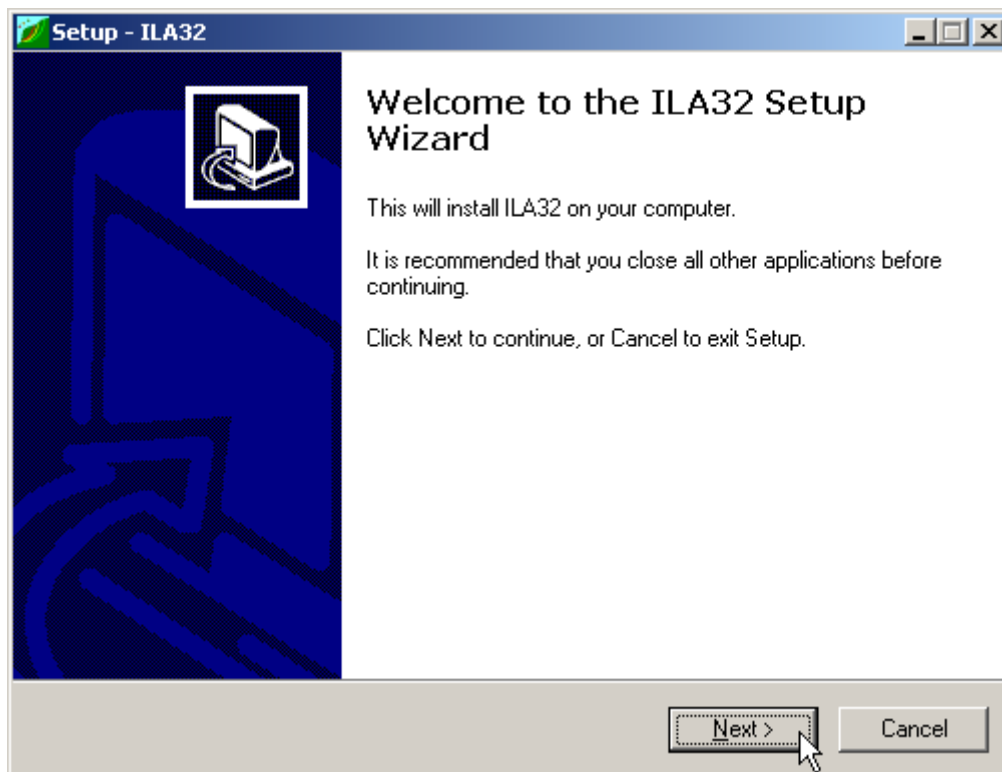 Setup - ILA32
Welcome to the ILA32 Setup
Wizard
This will install ILA32 on your computer.
It is recommended that you close all other applications before
continuing.
Click Next to continue, or Cancel to exit Setup.
Next >
Cancel